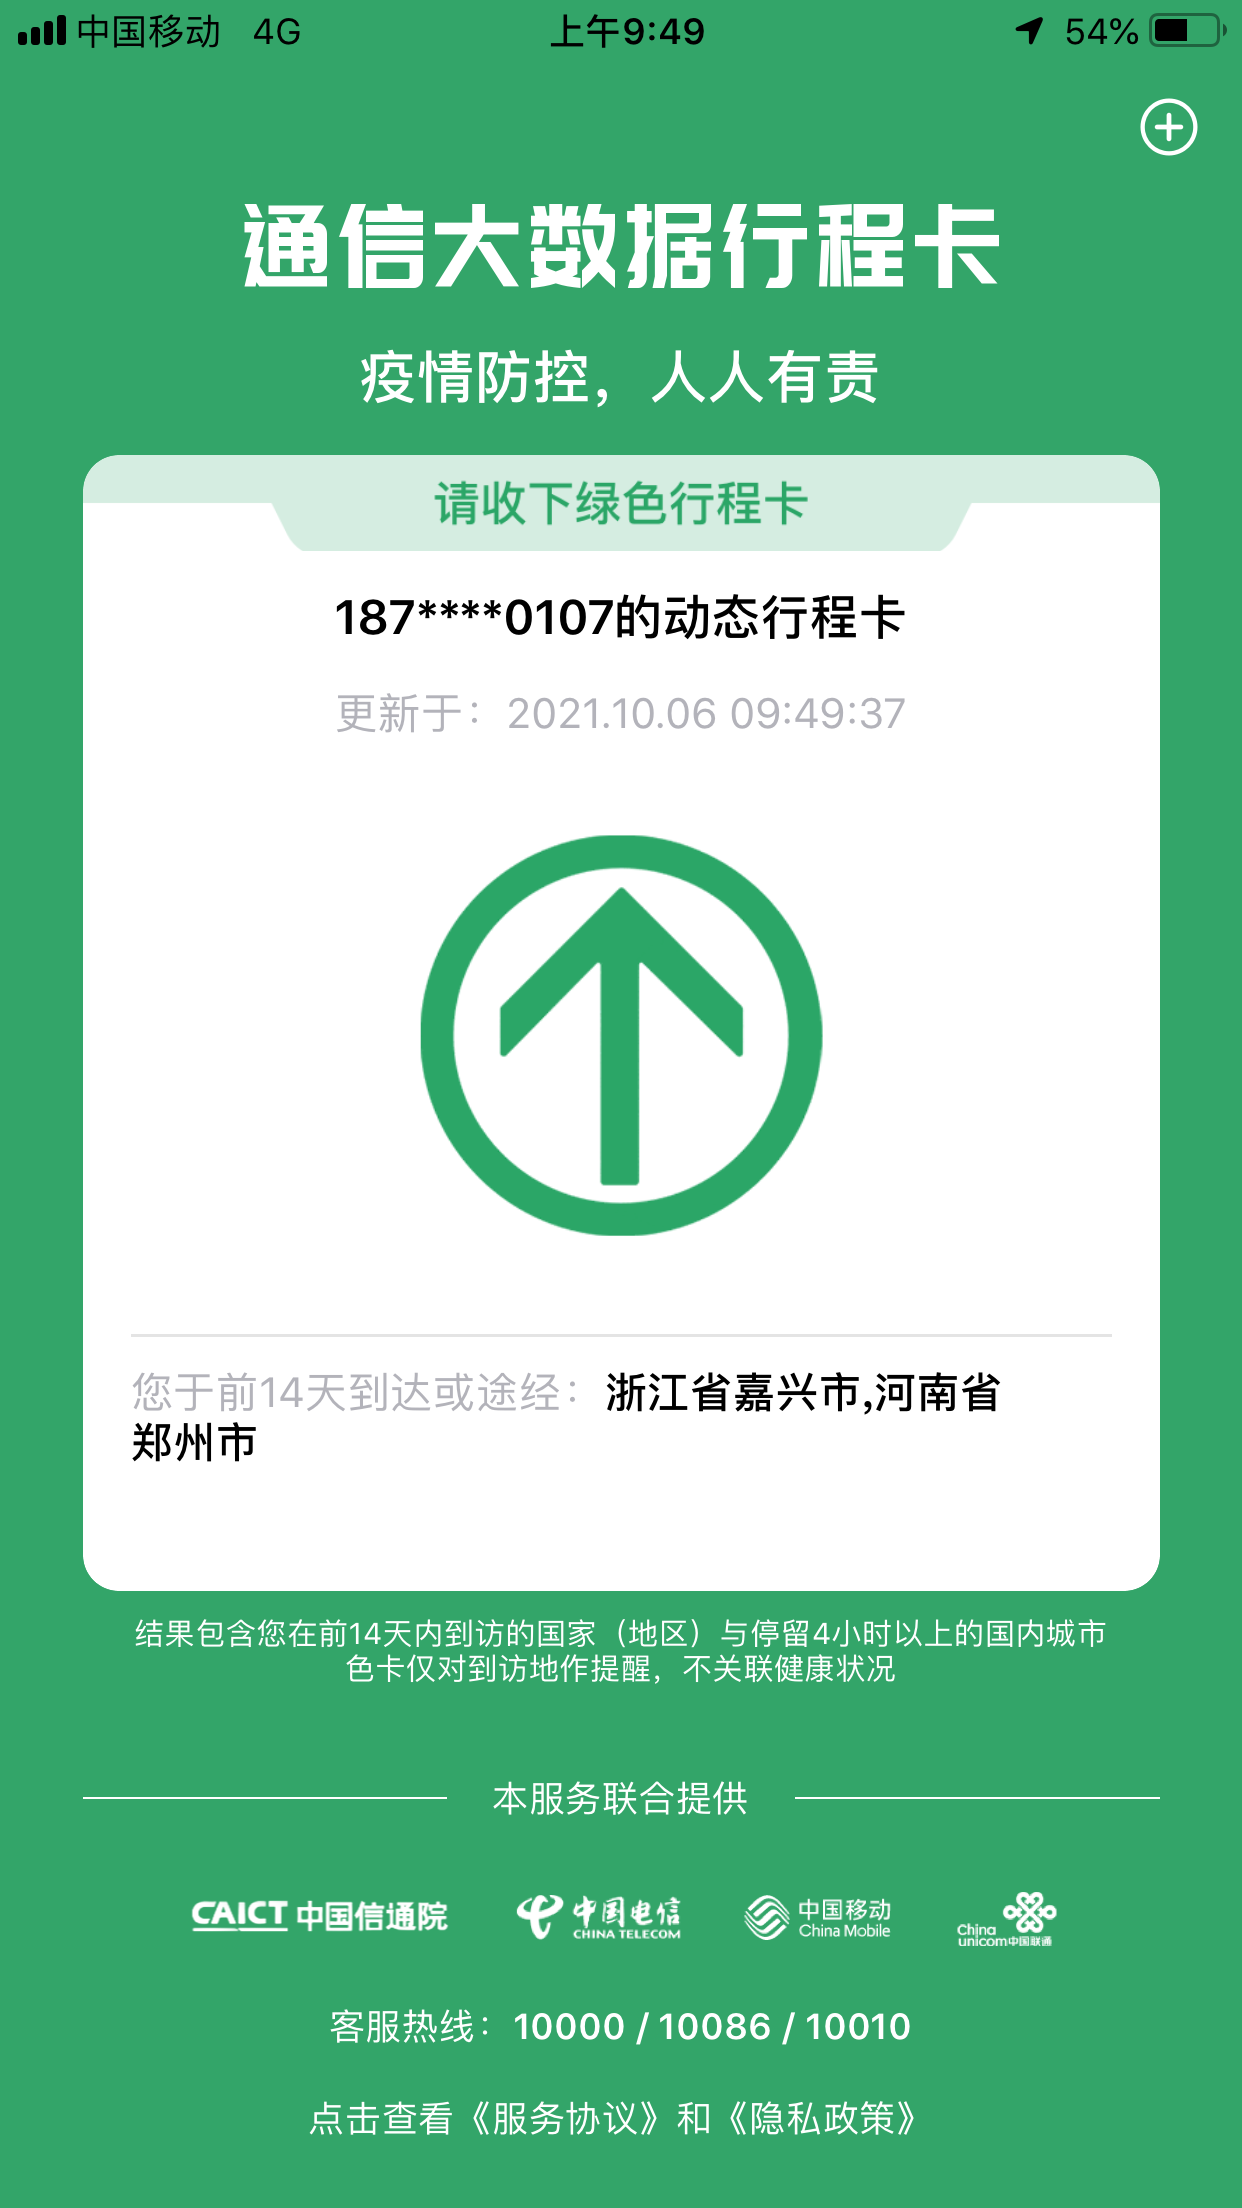 中国移动 4G 上午9:49 54%
通信大数据行程卡
疫情防控，人人有责
请收下绿色行程卡
187****0107的动态行程卡
更新于：2021.10.06 09:49:37
您于前14天到达或途经：浙江省嘉兴市,河南省
郑州市
结果包含您在前14天内到访的国家（地区）与停留4小时以上的国内城市
色卡仅对到访地作提醒，不关联健康状况
本服务联合提供
CAICT 中国信通院
中国电信
CHINA TELECOM
中国移动
China Mobile
China
unicom中国联通
客服热线：10000 / 10086 / 10010
点击查看《服务协议》和《隐私政策》